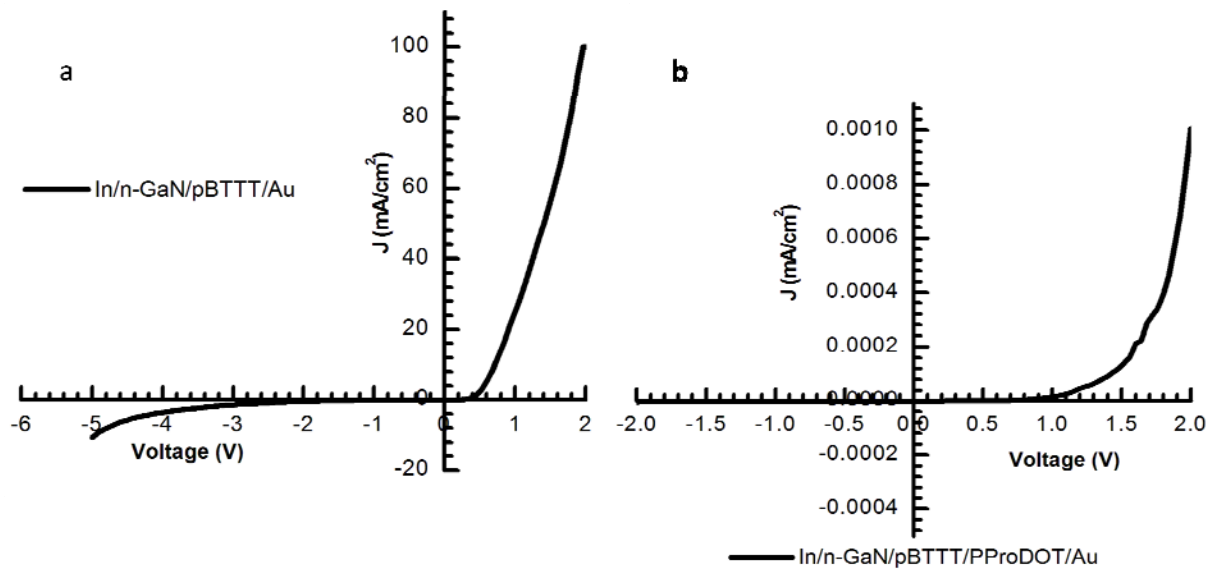 a
In/n-GaN/pBTTT/Au
J (mA/cm²)
100
80
60
40
20
0
-20
-6 -5 -4 -3 -2 -1 0 1 2
Voltage (V)
b
J (mA/cm²)
0.0010
0.0008
0.0006
0.0004
0.0002
0.0000
-0.0002
-0.0004
-2.0 -1.5 -1.0 -0.5 0.0 0.5 1.0 1.5 2.0
Voltage (V)
In/n-GaN/pBTTT/PProDOT/Au